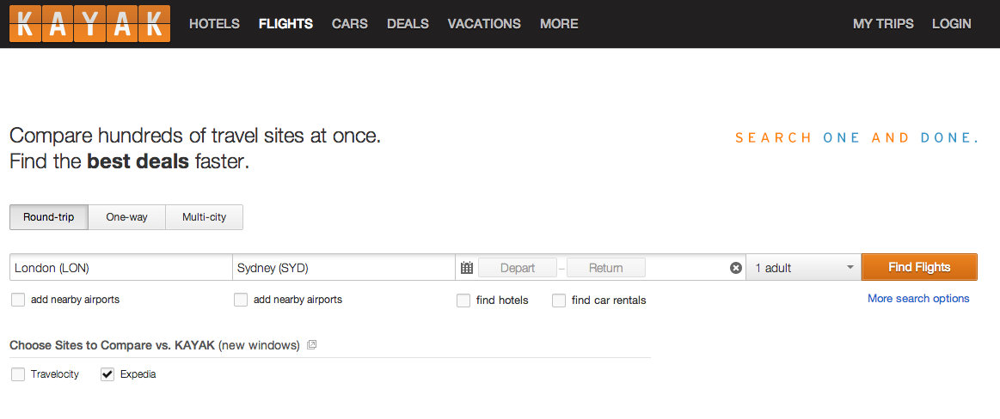 KAYAK HOTELS FLIGHTS CARS DEALS VACATIONS MORE MY TRIPS LOGIN
Compare hundreds of travel sites at once.
Find the best deals faster.
SEARCH ONE AND DONE.
Round-trip One-way Multi-city
London (LON) Sydney (SYD) Depart – Return 1 adult Find Flights
add nearby airports add nearby airports find hotels find car rentals More search options
Choose Sites to Compare vs. KAYAK (new windows)
Travelocity Expedia